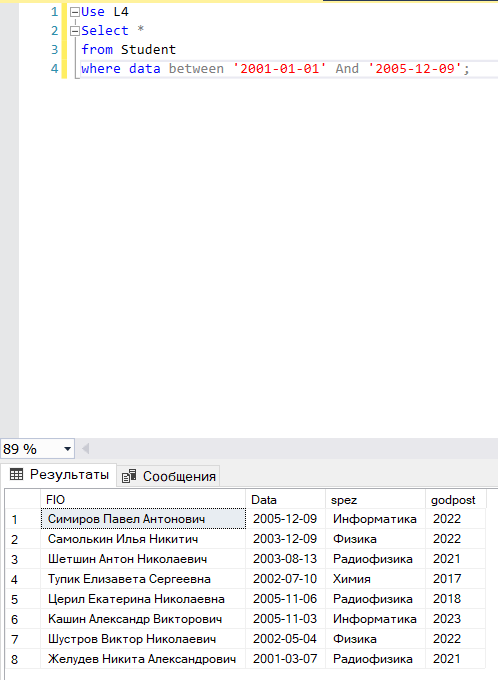 1 Use L4
2 Select *
3 from Student
4 where data between '2001-01-01' And '2005-12-09';
89 %
Результаты Сообщения
FIO Data spez godpost
1 Симиров Павел Антонович 2005-12-09 Информатика 2022
2 Самолькин Илья Никитич 2003-12-09 Физика 2022
3 Шетшин Антон Николаевич 2003-08-13 Радиофизика 2021
4 Тупик Елизавета Сергеевна 2002-07-10 Химия 2017
5 Церил Екатерина Николаевна 2005-11-06 Радиофизика 2018
6 Кашин Александр Викторович 2005-11-03 Информатика 2023
7 Шустров Виктор Николаевич 2002-05-04 Физика 2022
8 Желудев Никита Александрович 2001-03-07 Радиофизика 2021